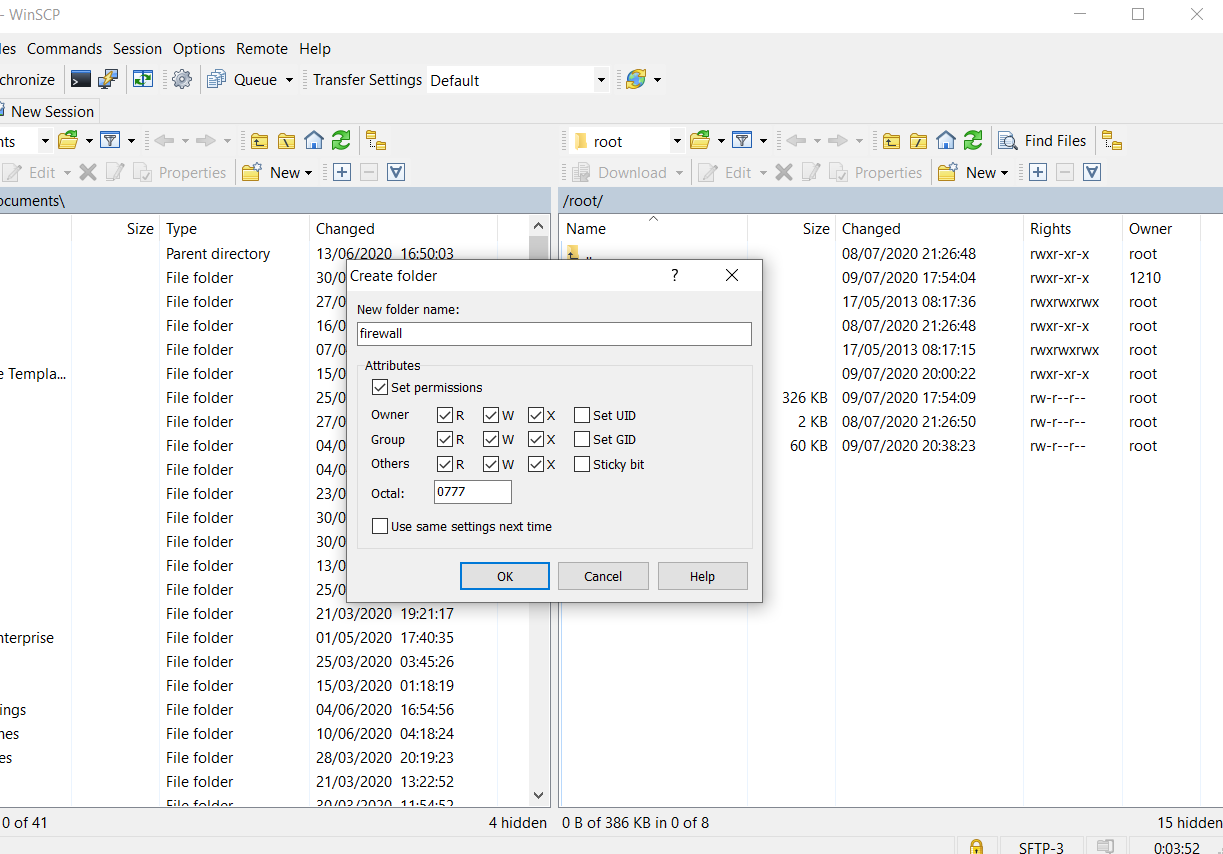 - WinSCP
les Commands Session Options Remote Help
chronize Queue Transfer Settings Default
New Session
nts root Find Files
Edit Properties New Download Edit Properties New
ocuments\ /root/
Size Type Changed Name Size Changed Rights Owner
Parent directory 13/06/2020 16:50:03 .. 08/07/2020 21:26:48 rwxr-xr-x root
File folder 30/0 09/07/2020 17:54:04 rwxr-xr-x 1210
File folder 27/0 17/05/2013 08:17:36 rwxrwxrwx root
File folder 16/0 08/07/2020 21:26:48 rwxr-xr-x root
File folder 07/0 17/05/2013 08:17:15 rwxrwxrwx root
e Templa... File folder 15/0 09/07/2020 20:00:22 rwxr-xr-x root
File folder 25/0 326 KB 09/07/2020 17:54:09 rw-r--r-- root
File folder 27/0 2 KB 08/07/2020 21:26:50 rw-r--r-- root
File folder 04/0 60 KB 09/07/2020 20:38:23 rw-r--r-- root
File folder 04/0
File folder 23/0
File folder 30/0
File folder 30/0
File folder 13/0
File folder 25/0
File folder 21/03/2020 19:21:17
nterprise File folder 01/05/2020 17:40:35
File folder 25/03/2020 03:45:26
File folder 15/03/2020 01:18:19
ings File folder 04/06/2020 16:54:56
nes File folder 10/06/2020 04:18:24
es File folder 28/03/2020 20:19:23
File folder 21/03/2020 13:22:52
File folder 30/03/2020 11:54:52
Create folder ?
New folder name:
firewall
Attributes
Set permissions
Owner R W X Set UID
Group R W X Set GID
Others R W X Sticky bit
Octal: 0777
Use same settings next time
OK Cancel Help
0 of 41 4 hidden 0 B of 386 KB in 0 of 8 15 hidden
SFTP-3 0:03:52